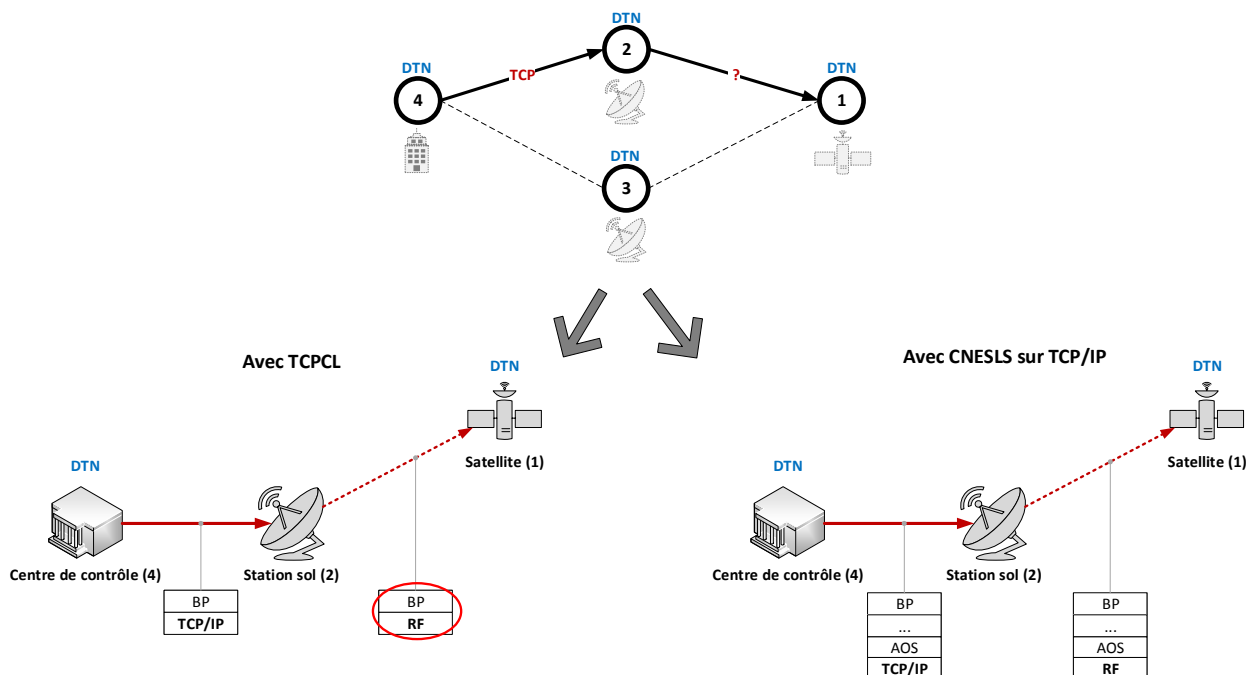 DTN
2
DTN
4
TCP
?
DTN
1
DTN
3
Avec TCPCL
DTN
Satellite (1)
DTN
Centre de contrôle (4)
Station sol (2)
BP
TCP/IP
BP
RF
Avec CNESLS sur TCP/IP
DTN
Satellite (1)
DTN
Centre de contrôle (4)
Station sol (2)
BP
...
AOS
TCP/IP
BP
...
AOS
RF